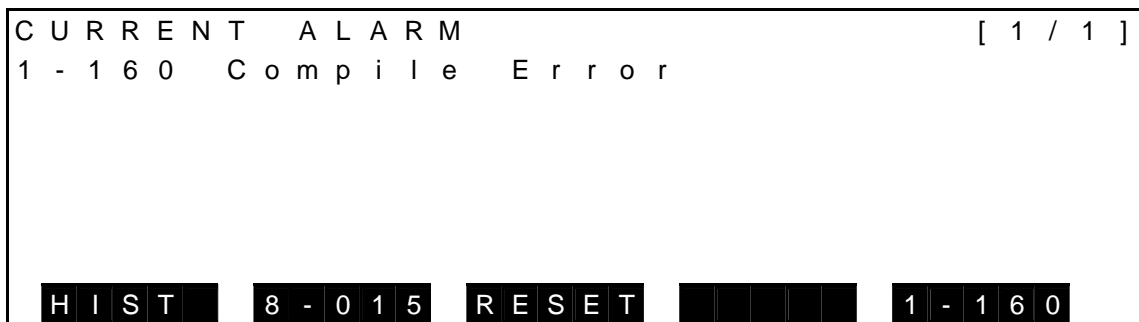 CURRENT ALARM [1/1]
1-160 Compile Error
HIST 8-015 RESET 1-160